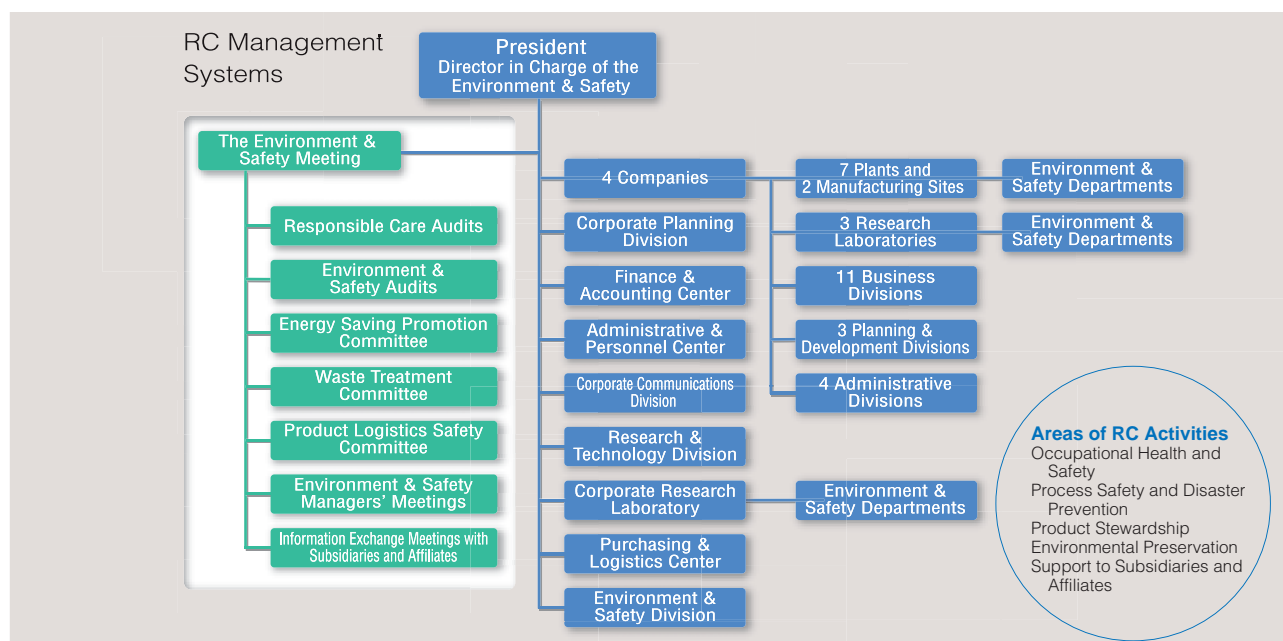 RC Management
Systems
President
Director in Charge of the
Environment & Safety
The Environment &
Safety Meeting
Responsible Care Audits
Environment &
Safety Audits
Energy Saving Promotion
Committee
Waste Treatment
Committee
Product Logistics Safety
Committee
Environment & Safety
Managers' Meetings
Information Exchange Meetings with
Subsidiaries and Affiliates
4 Companies
Corporate Planning
Division
Finance &
Accounting Center
Administrative &
Personnel Center
Corporate Communications
Division
Research &
Technology Division
Corporate Research
Laboratory
Purchasing &
Logistics Center
Environment &
Safety Division
7 Plants and
2 Manufacturing Sites
3 Research
Laboratories
11 Business
Divisions
3 Planning &
Development Divisions
4 Administrative
Divisions
Environment &
Safety Departments
Environment &
Safety Departments
Environment &
Safety Departments
Areas of RC Activities
Occupational Health and
Safety
Process Safety and Disaster
Prevention
Product Stewardship
Environmental Preservation
Support to Subsidiaries and
Affiliates